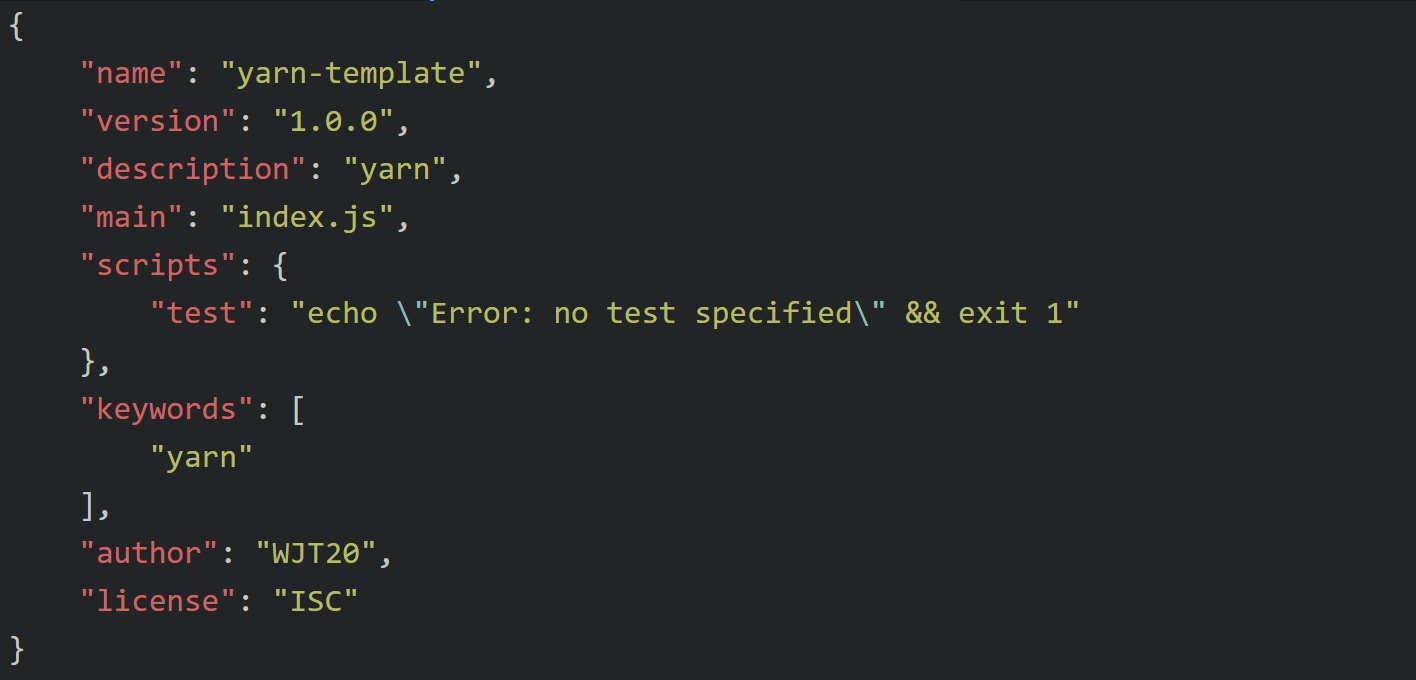 {
    "name": "yarn-template",
    "version": "1.0.0",
    "description": "yarn",
    "main": "index.js",
    "scripts": {
        "test": "echo \"Error: no test specified\" && exit 1"
    },
    "keywords": [
        "yarn"
    ],
    "author": "WJT20",
    "license": "ISC"
}